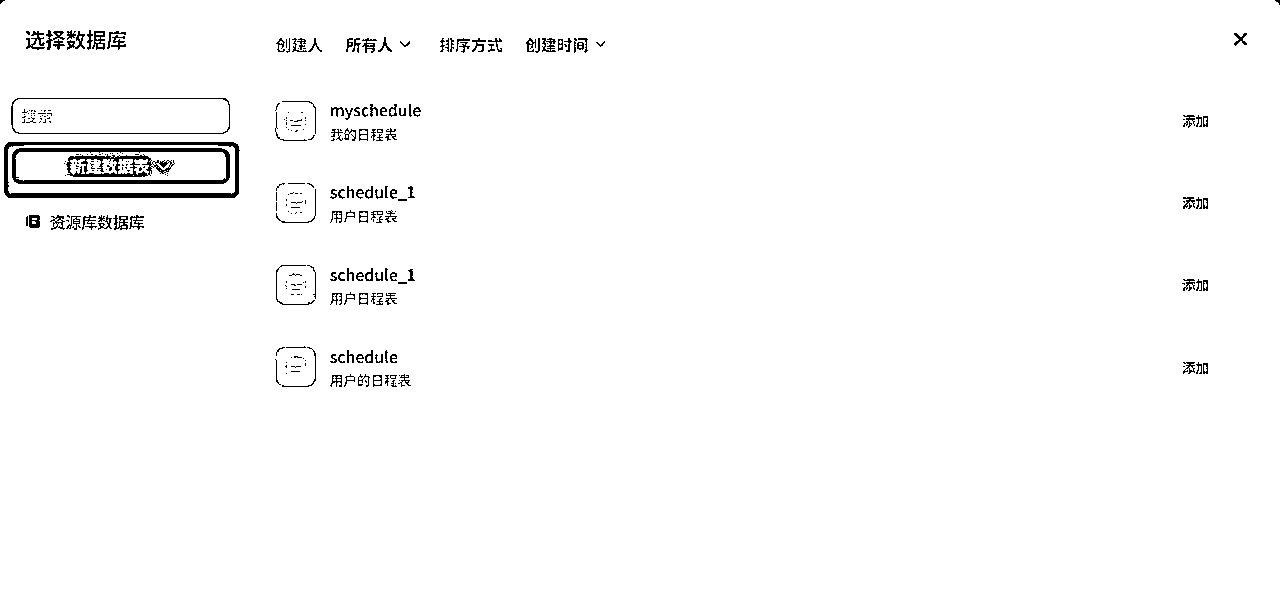 选择数据库
创建人 所有人 排序方式 创建时间
搜索
新建数据表
资源库数据库
myschedule
我的日程表
添加
schedule_1
用户日程表
添加
schedule_1
用户日程表
添加
schedule
用户的日程表
添加